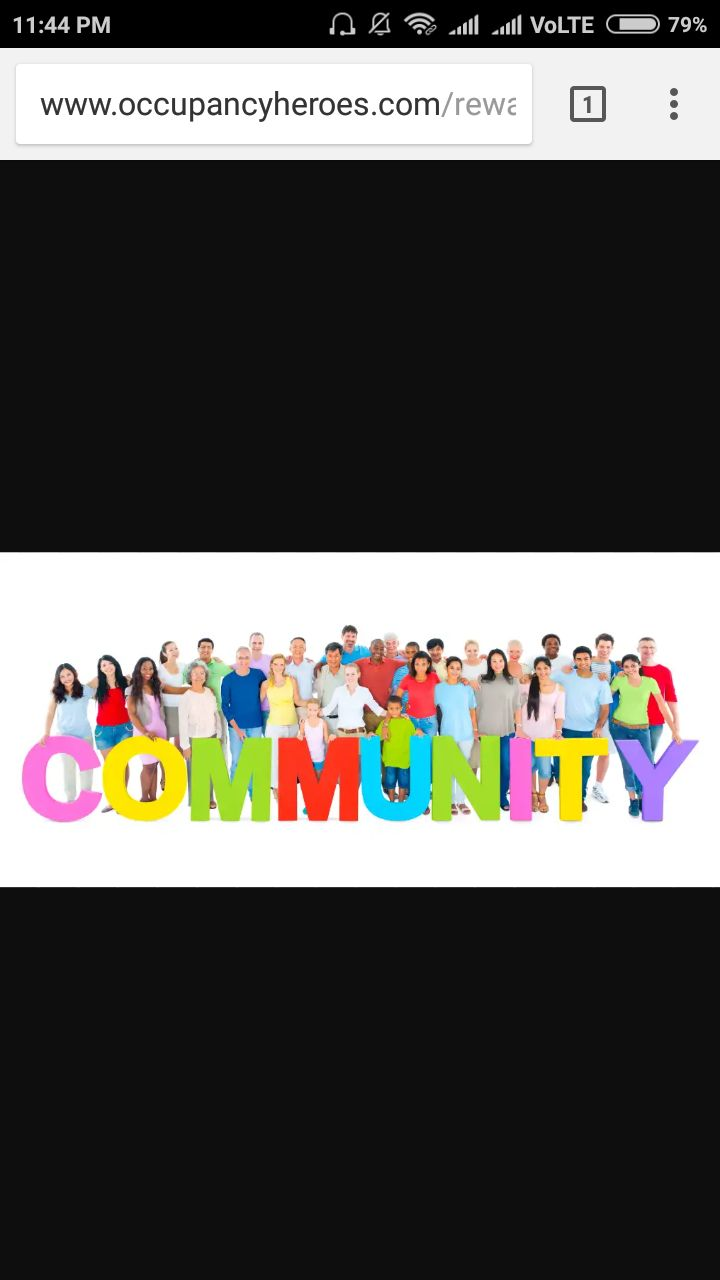 11:44 PM VoLTE 79%
www.occupancyheroes.com/rewa
1
COMMUNITY